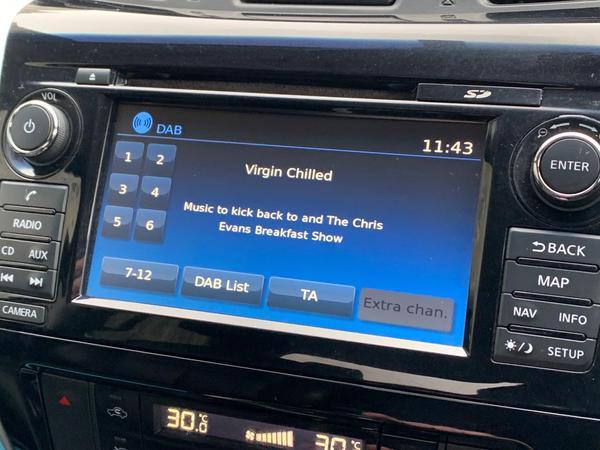 SD
VOL
DAB
11:43
1 2
3 4
5 6
Virgin Chilled
Music to kick back to and The Chris
Evans Breakfast Show
7-12
DAB List
TA
Extra chan.
RADIO
CD AUX
CAMERA
ENTER
BACK
MAP
NAV INFO
SETUP
30.0 °C
30 °C